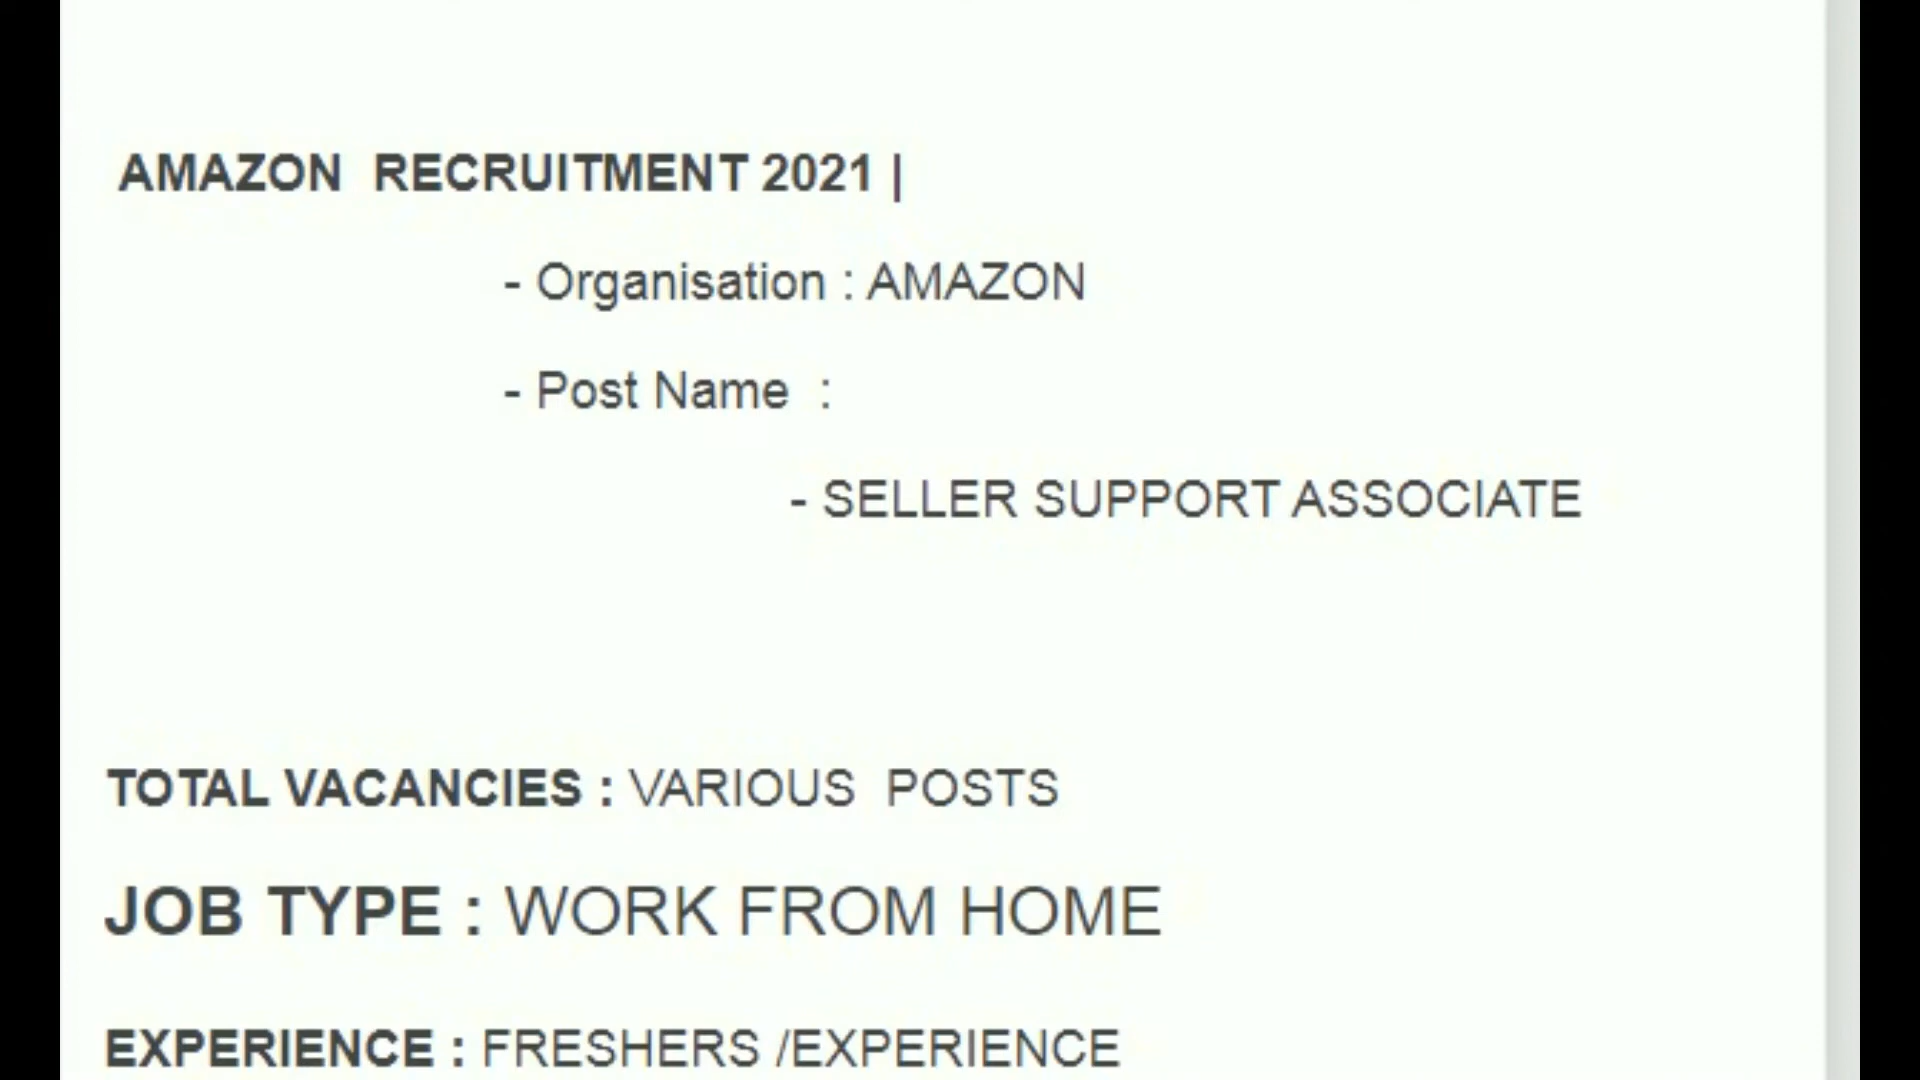 AMAZON  RECRUITMENT 2021 |
- Organisation : AMAZON
- Post Name  :
- SELLER SUPPORT ASSOCIATE
TOTAL VACANCIES : VARIOUS  POSTS
JOB TYPE : WORK FROM HOME
EXPERIENCE : FRESHERS /EXPERIENCE